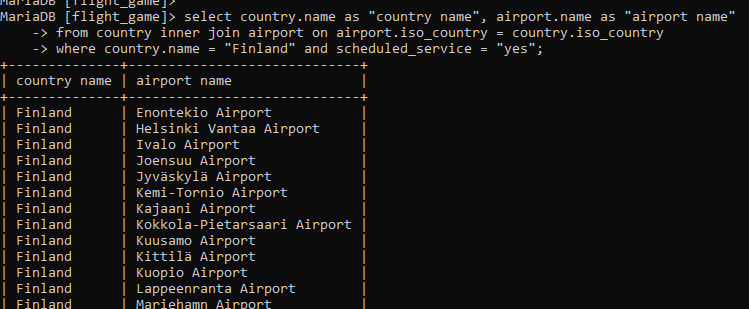 MariaDB [flight_game]>
MariaDB [flight_game]> select country.name as "country name", airport.name as "airport name"
    -> from country inner join airport on airport.iso_country = country.iso_country
    -> where country.name = "Finland" and scheduled_service = "yes";
+--------------+-----------------------------+
| country name | airport name                |
+--------------+-----------------------------+
| Finland      | Enontekio Airport           |
| Finland      | Helsinki Vantaa Airport     |
| Finland      | Ivalo Airport               |
| Finland      | Joensuu Airport             |
| Finland      | Jyväskylä Airport           |
| Finland      | Kemi-Tornio Airport         |
| Finland      | Kajaani Airport             |
| Finland      | Kokkola-Pietarsaari Airport |
| Finland      | Kuusamo Airport             |
| Finland      | Kittilä Airport             |
| Finland      | Kuopio Airport              |
| Finland      | Lappeenranta Airport        |
| Finland      | Mariehamn Airport           |